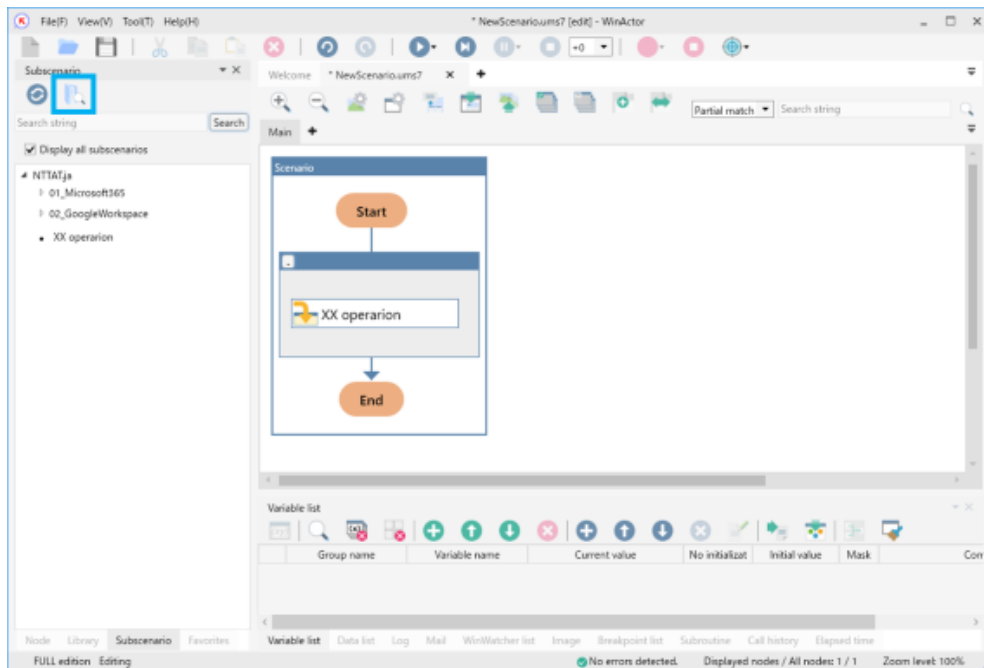 File(F) View(V) Tool(T) Help(H)
* NewScenario.ums7 [edit] - WinActor
+0
Subscenario
Welcome * NewScenario.ums7
Search string Search
Partial match Search string
Main
Display all subscenarios
NTTAT.ja
01_Microsoft365
02_GoogleWorkspace
XX operarion
Scenario
Start
XX operarion
End
Variable list
Group name Variable name Current value No initializat Initial value Mask Com
Node Library Subscenario Favorites
Variable list Data list Log Mail WinWatcher list Image Breakpoint list Subroutine Call history Elapsed time
FULL edition Editing
No errors detected. Displayed nodes / All nodes: 1 / 1 Zoom level: 100%